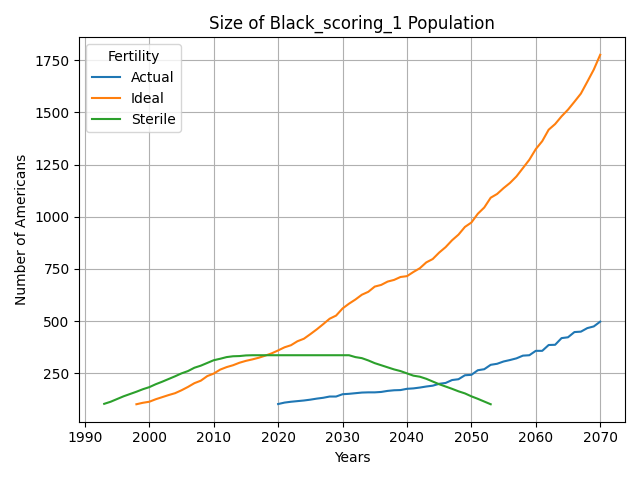 Size of Black_scoring_1 Population
Fertility
Actual
Ideal
Sterile
Number of Americans
1750
1500
1250
1000
750
500
250
1990 2000 2010 2020 2030 2040 2050 2060 2070
Years